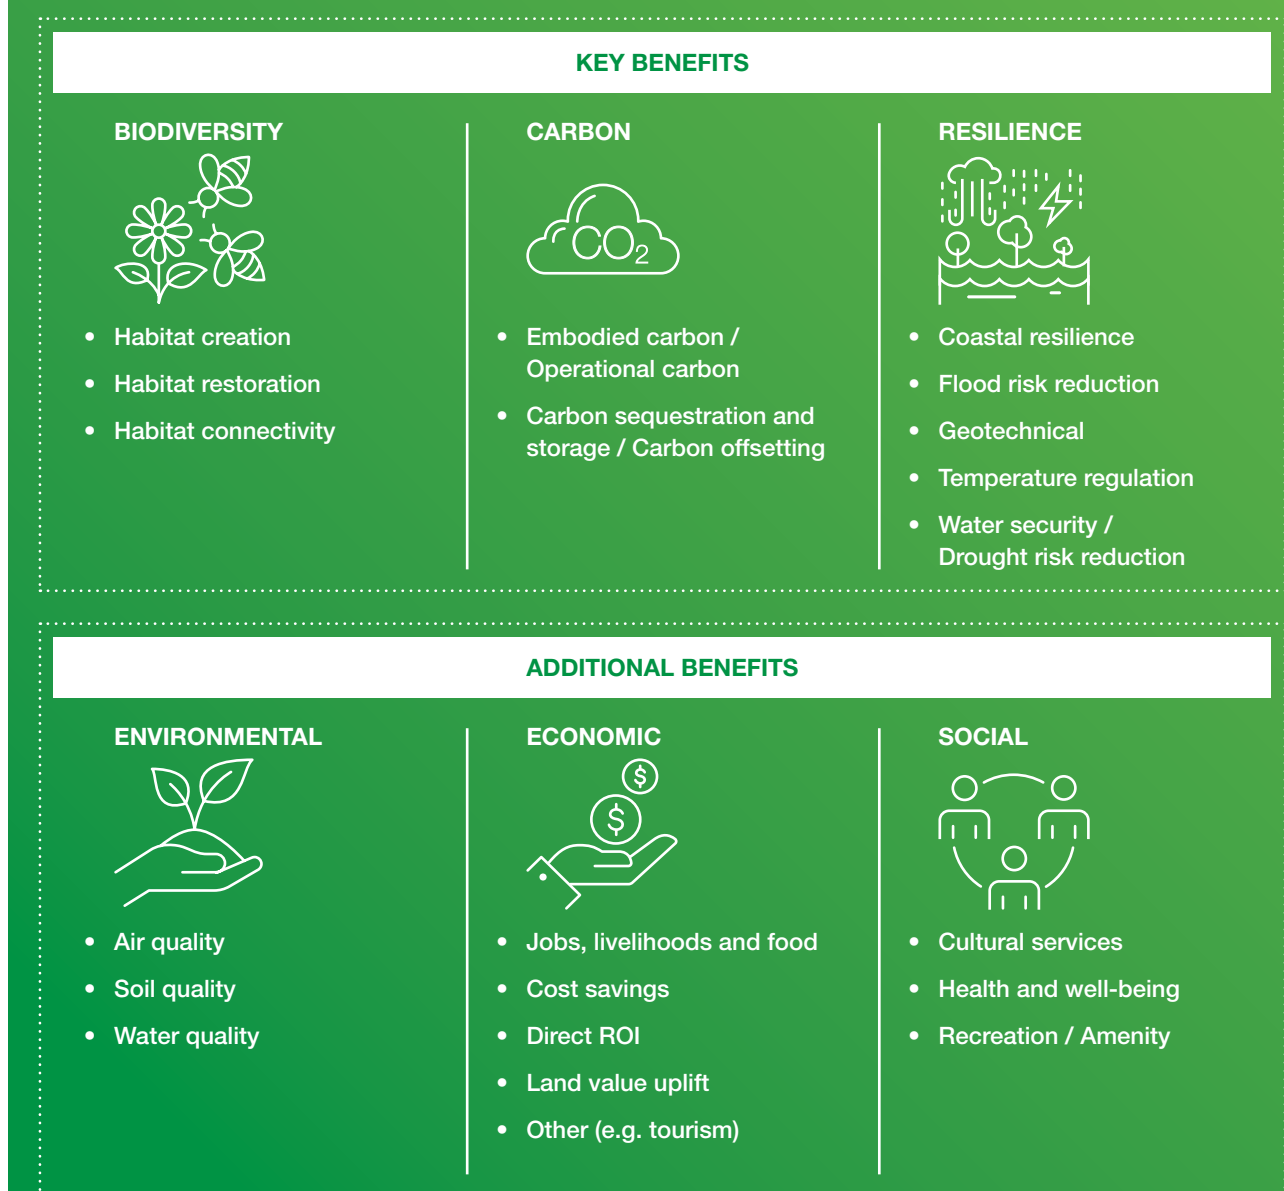 KEY BENEFITS
BIODIVERSITY
• Habitat creation
• Habitat restoration
• Habitat connectivity
CARBON
CO₂
• Embodied carbon /
Operational carbon
• Carbon sequestration and
storage / Carbon offsetting
RESILIENCE
• Coastal resilience
• Flood risk reduction
• Geotechnical
• Temperature regulation
• Water security /
Drought risk reduction
ADDITIONAL BENEFITS
ENVIRONMENTAL
• Air quality
• Soil quality
• Water quality
ECONOMIC
$
$
• Jobs, livelihoods and food
• Cost savings
• Direct ROI
• Land value uplift
• Other (e.g. tourism)
SOCIAL
• Cultural services
• Health and well-being
• Recreation / Amenity